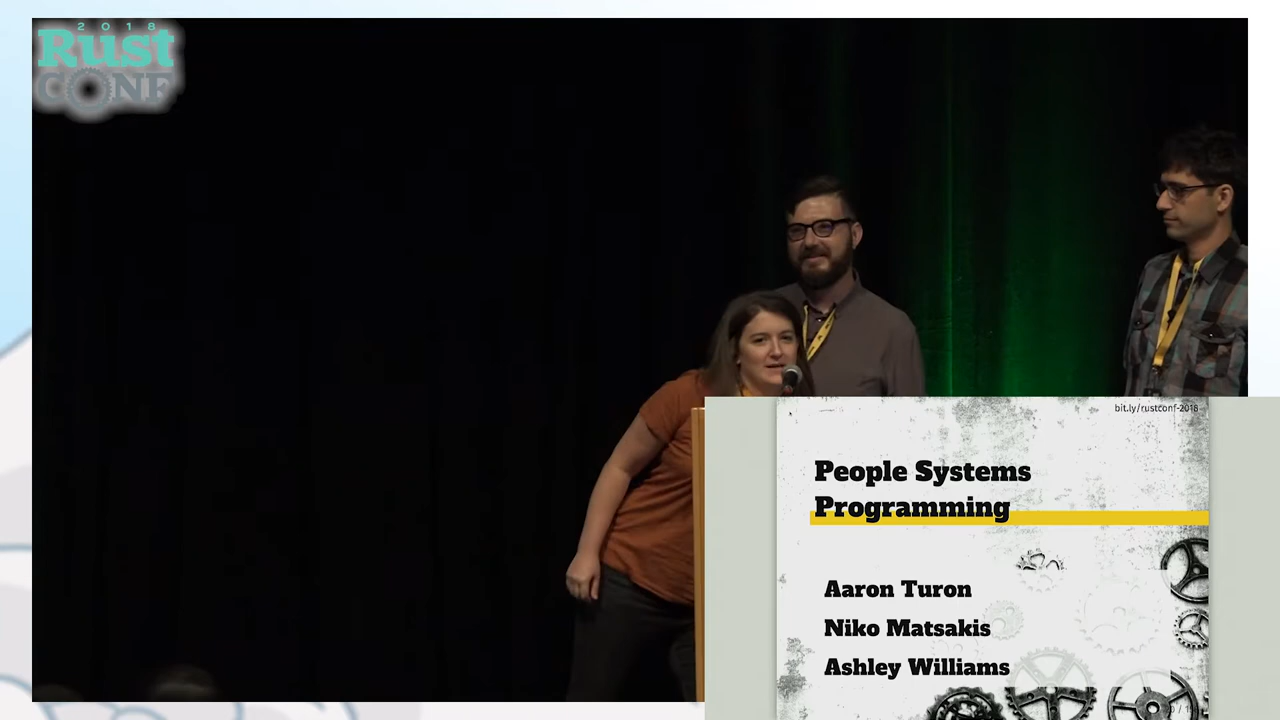 2018
Rust
CONF
bit.ly/rustconf-2018
People Systems
Programming
Aaron Turon
Niko Matsakis
Ashley Williams